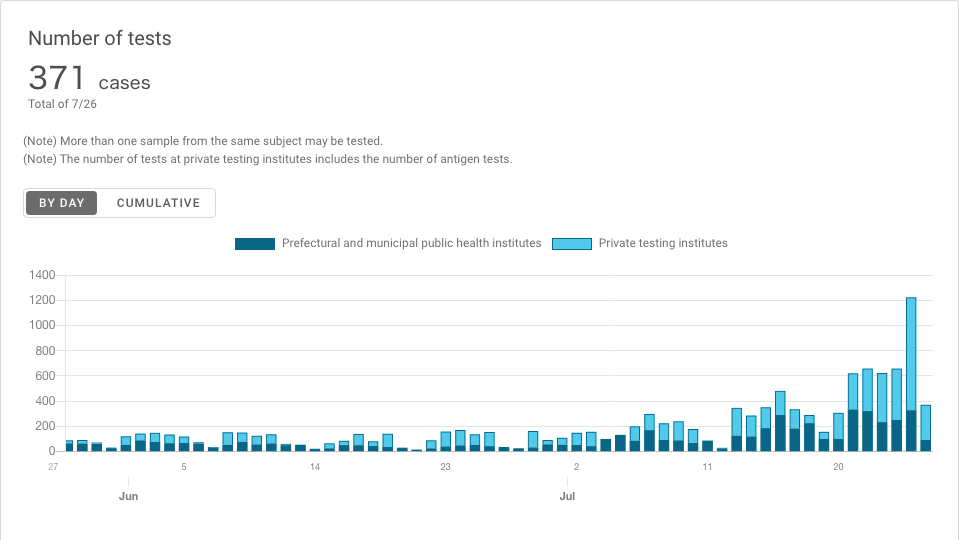 Number of tests
371 cases
Total of 7/26
(Note) More than one sample from the same subject may be tested.
(Note) The number of tests at private testing institutes includes the number of antigen tests.
BY DAY CUMULATIVE
Prefectural and municipal public health institutes Private testing institutes
1400
1200
1000
800
600
400
200
0
27 5 14 23 2 11 20
Jun Jul